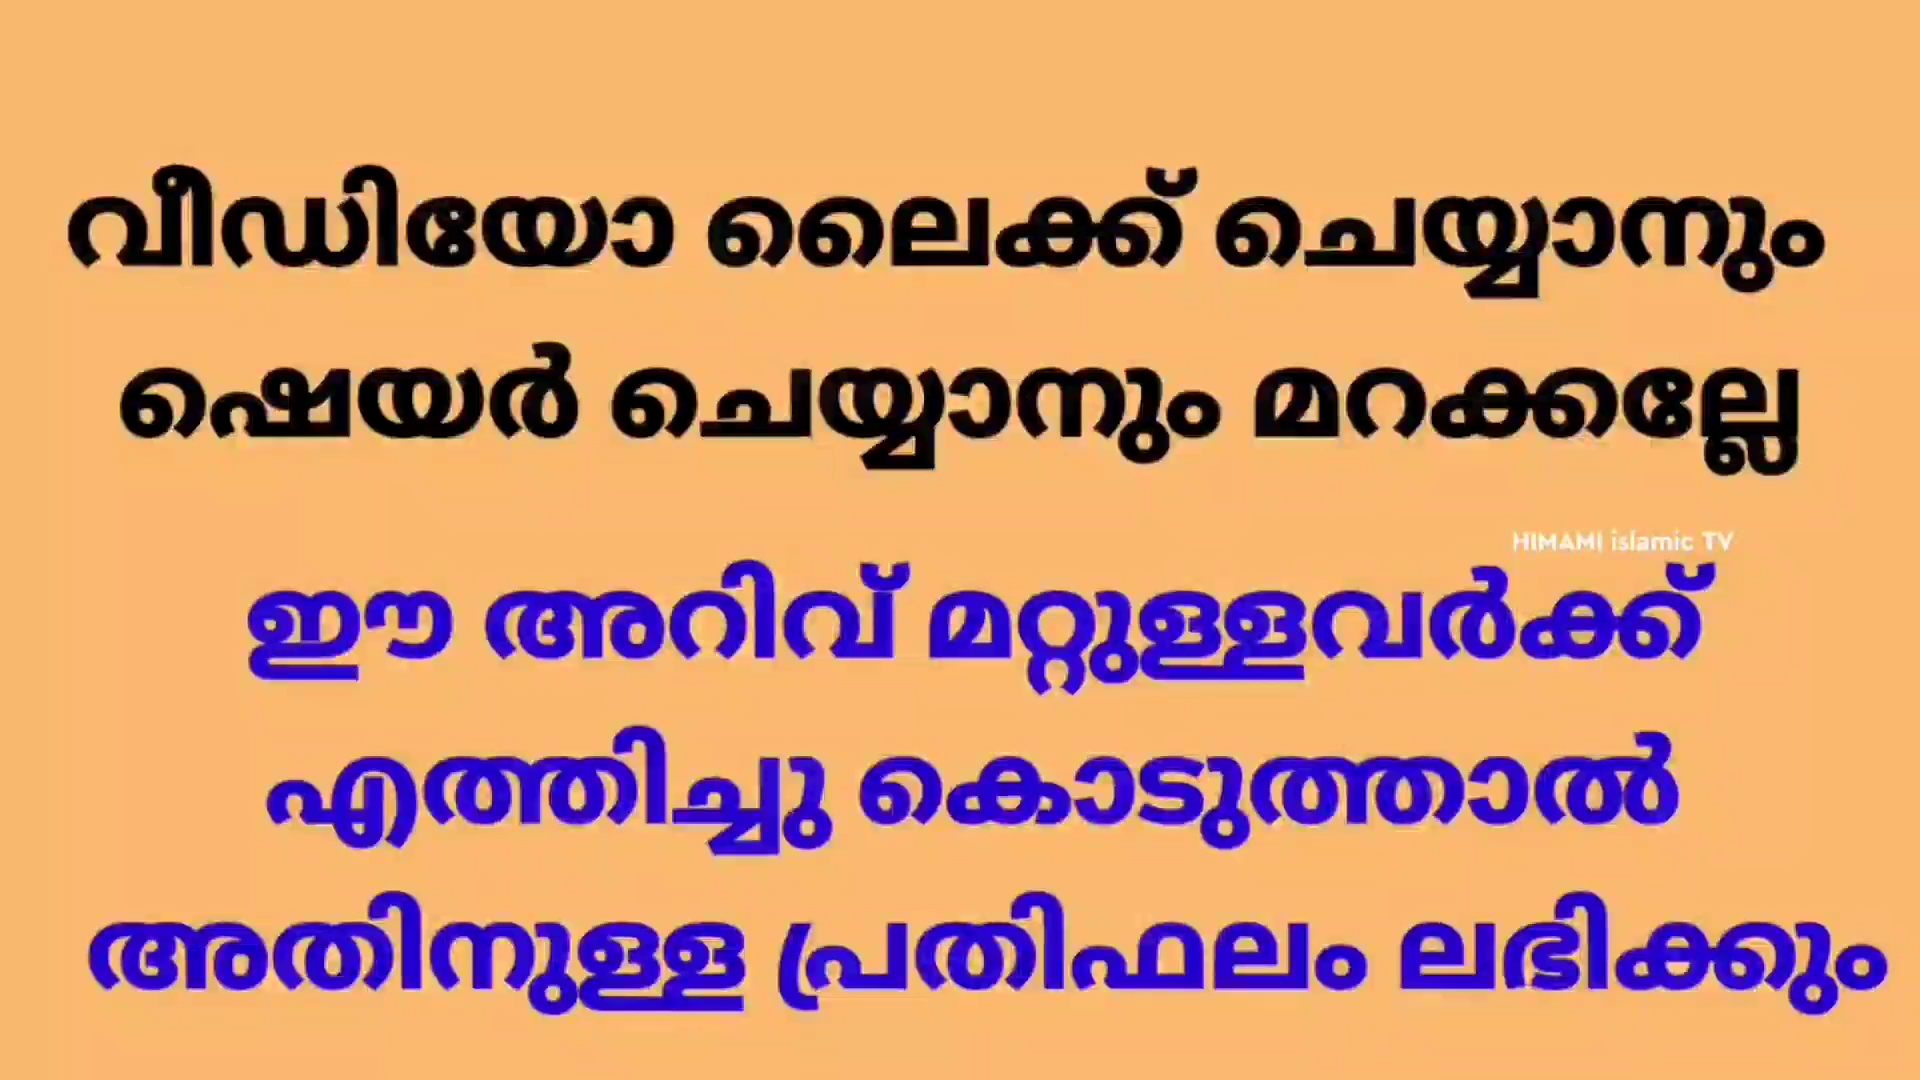 വീഡിയോ ലൈക്ക് ചെയ്യാനും
ഷെയർ ചെയ്യാനും മറക്കല്ലേ
HIMAMI islamic TV
ഈ അറിവ് മറ്റുള്ളവർക്ക്
എത്തിച്ചു കൊടുത്താൽ
അതിനുള്ള പ്രതിഫലം ലഭിക്കും